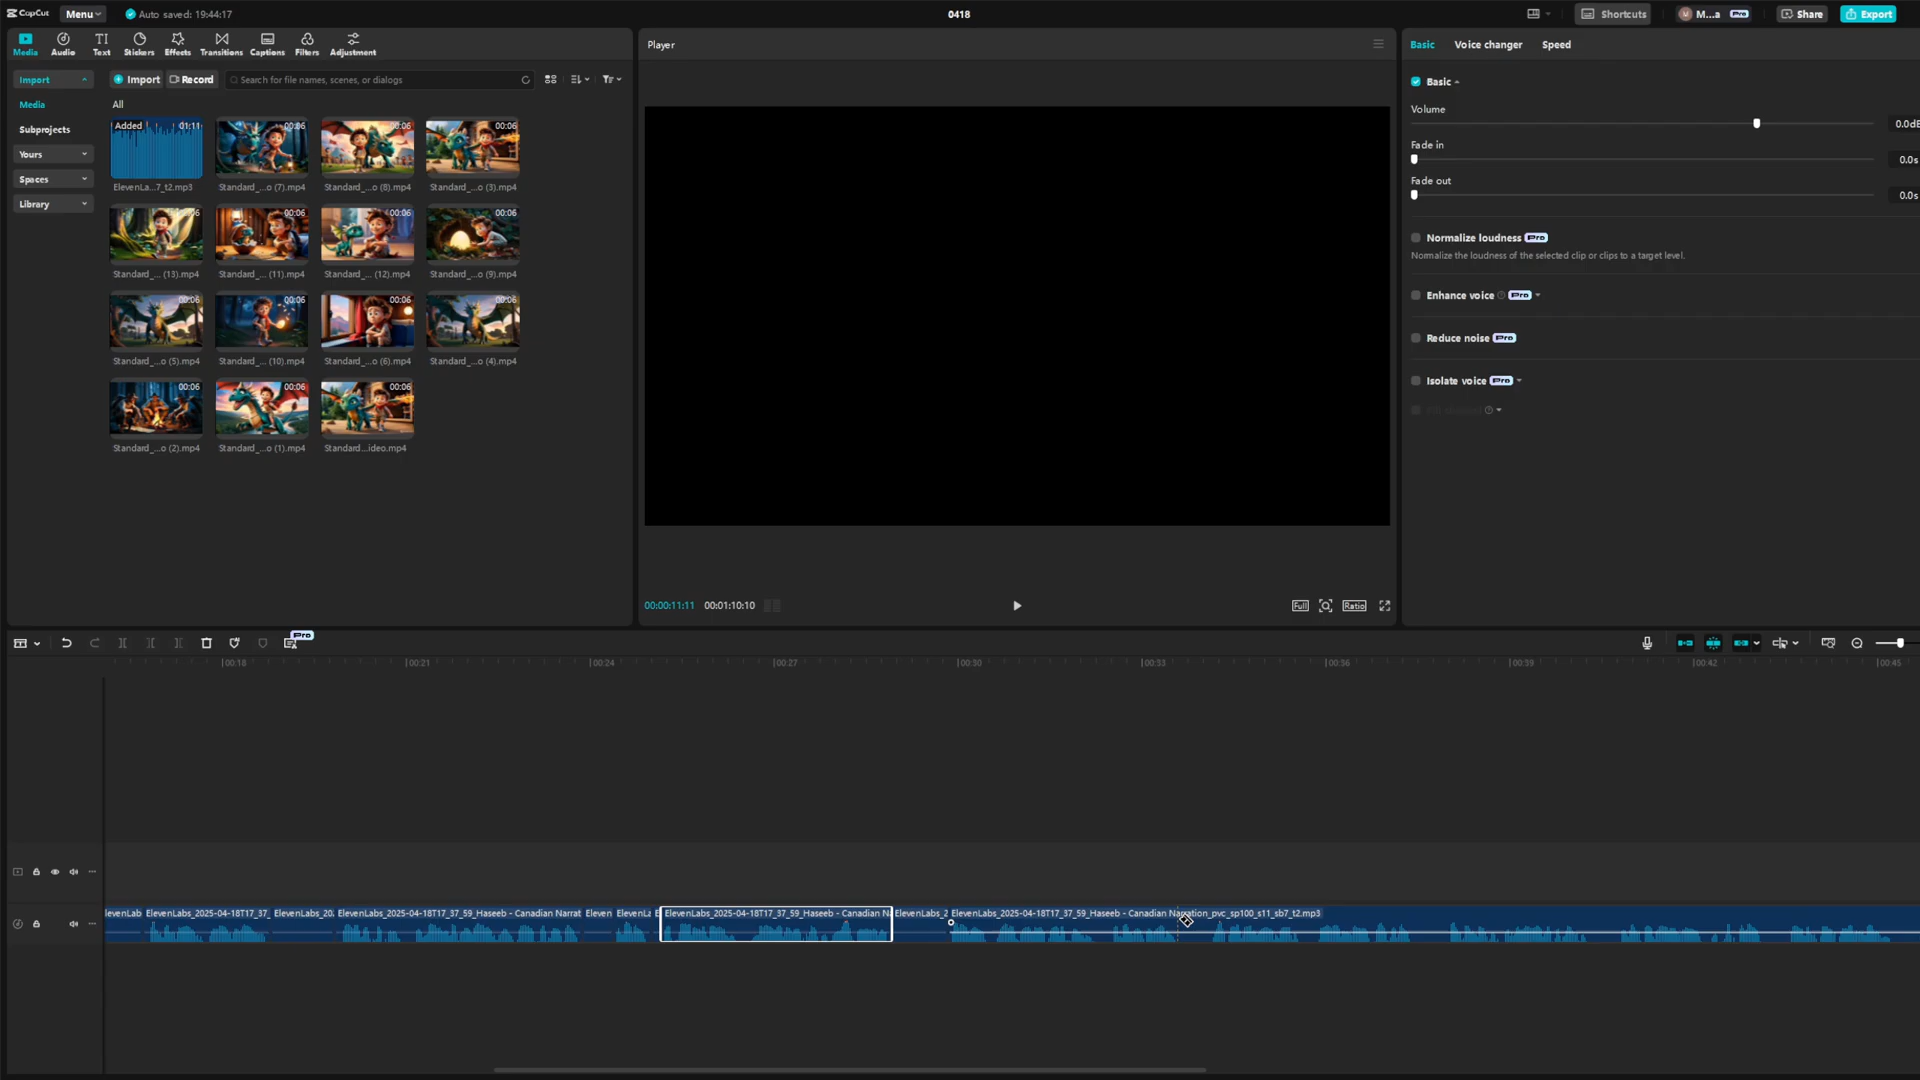 CapCut Menu Auto saved: 19:44:17 0418 Shortcuts M...a Pro Share Export
Media Audio Text Stickers Effects Transitions Captions Filters Adjustment
Player
Basic Voice changer Speed
Import
Import Record Search for file names, scenes, or dialogs
Media
Subprojects
Yours
Spaces
Library
All
Added 01:11 00:06 00:06 00:06
ElevenLa...7_t2.mp3 Standard_...o (7).mp4 Standard_...o (8).mp4 Standard_...o (3).mp4
00:06 00:06 00:06 00:06
Standard_... (13).mp4 Standard_... (11).mp4 Standard_... (12).mp4 Standard_...o (9).mp4
00:06 00:06 00:06 00:06
Standard_...o (5).mp4 Standard_... (10).mp4 Standard_...o (6).mp4 Standard_...o (4).mp4
00:06 00:06 00:06
Standard_...o (2).mp4 Standard_...o (1).mp4 Standard...ideo.mp4
Basic
Volume
0.0dB
Fade in
0.0s
Fade out
0.0s
Normalize loudness Pro
Normalize the loudness of the selected clip or clips to a target level.
Enhance voice Pro
Reduce noise Pro
Isolate voice Pro
00:00:11:11 00:01:10:10 Full Ratio
Pro
00:18 00:21 00:24 00:27 00:30 00:33 00:36 00:39 00:42 00:45
levenLab ElevenLabs_2025-04-18T17_37_ ElevenLabs_20. ElevenLabs_2025-04-18T17_37_59_Haseeb - Canadian Narrat Eleven ElevenLa E ElevenLabs_2025-04-18T17_37_59_Haseeb - Canadian N ElevenLabs_2 ElevenLabs_2025-04-18T17_37_59_Haseeb - Canadian Narration_pvc_sp100_s11_sb7_t2.mp3